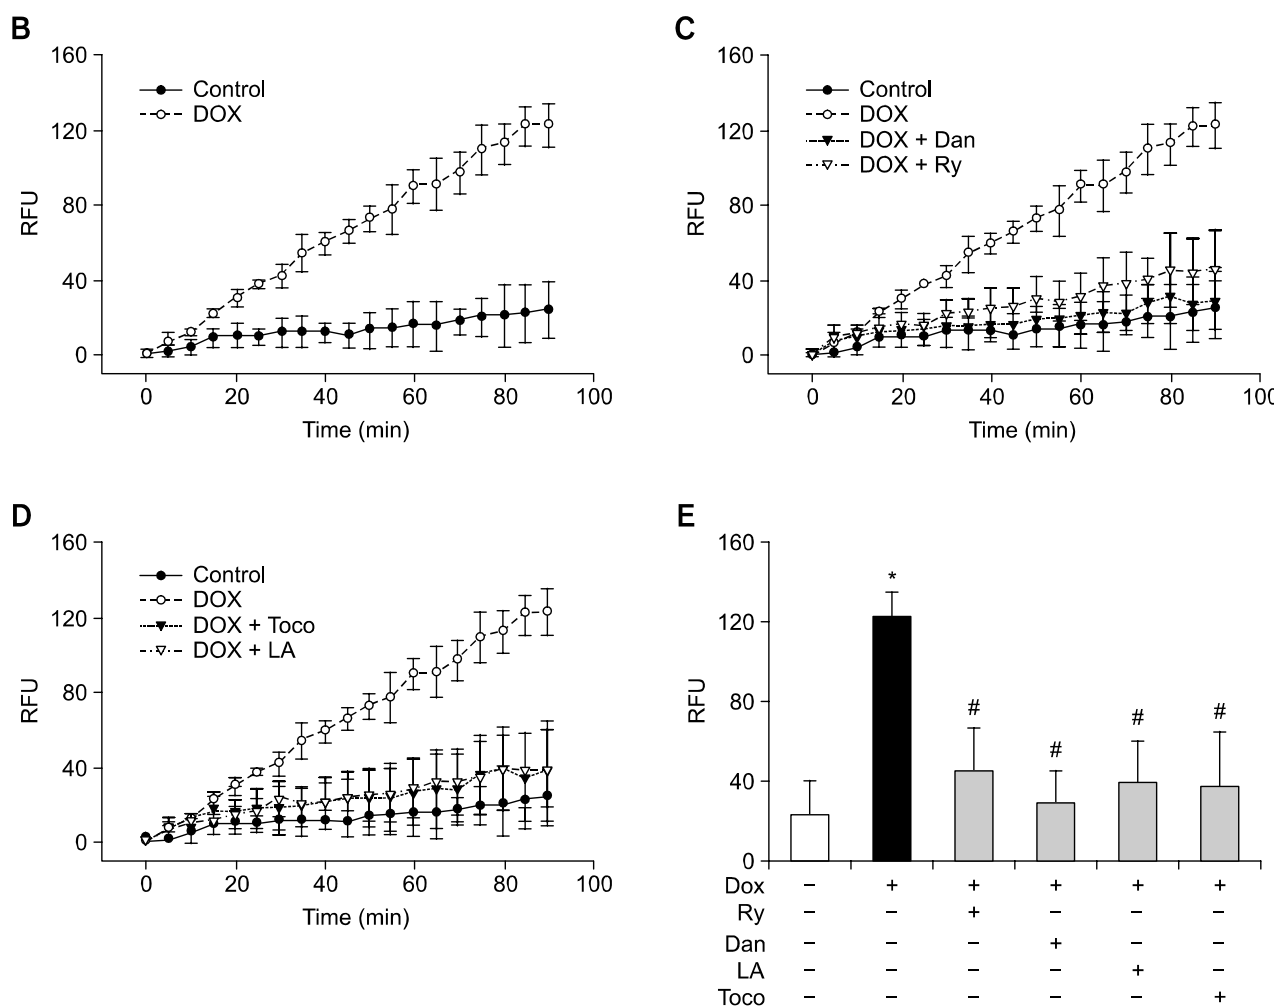 B
160
120
80
40
0
RFU
Control
DOX
0 20 40 60 80 100
Time (min)
C
160
120
80
40
0
RFU
Control
DOX
DOX + Dan
DOX + Ry
0 20 40 60 80 100
Time (min)
D
160
120
80
40
0
RFU
Control
DOX
DOX + Toco
DOX + LA
0 20 40 60 80 100
Time (min)
E
160
120
80
40
0
RFU
*
#
#
#
#
Dox – + + + + +
Ry – – + – – –
Dan – – – + – –
LA – – – – + –
Toco – – – – – +